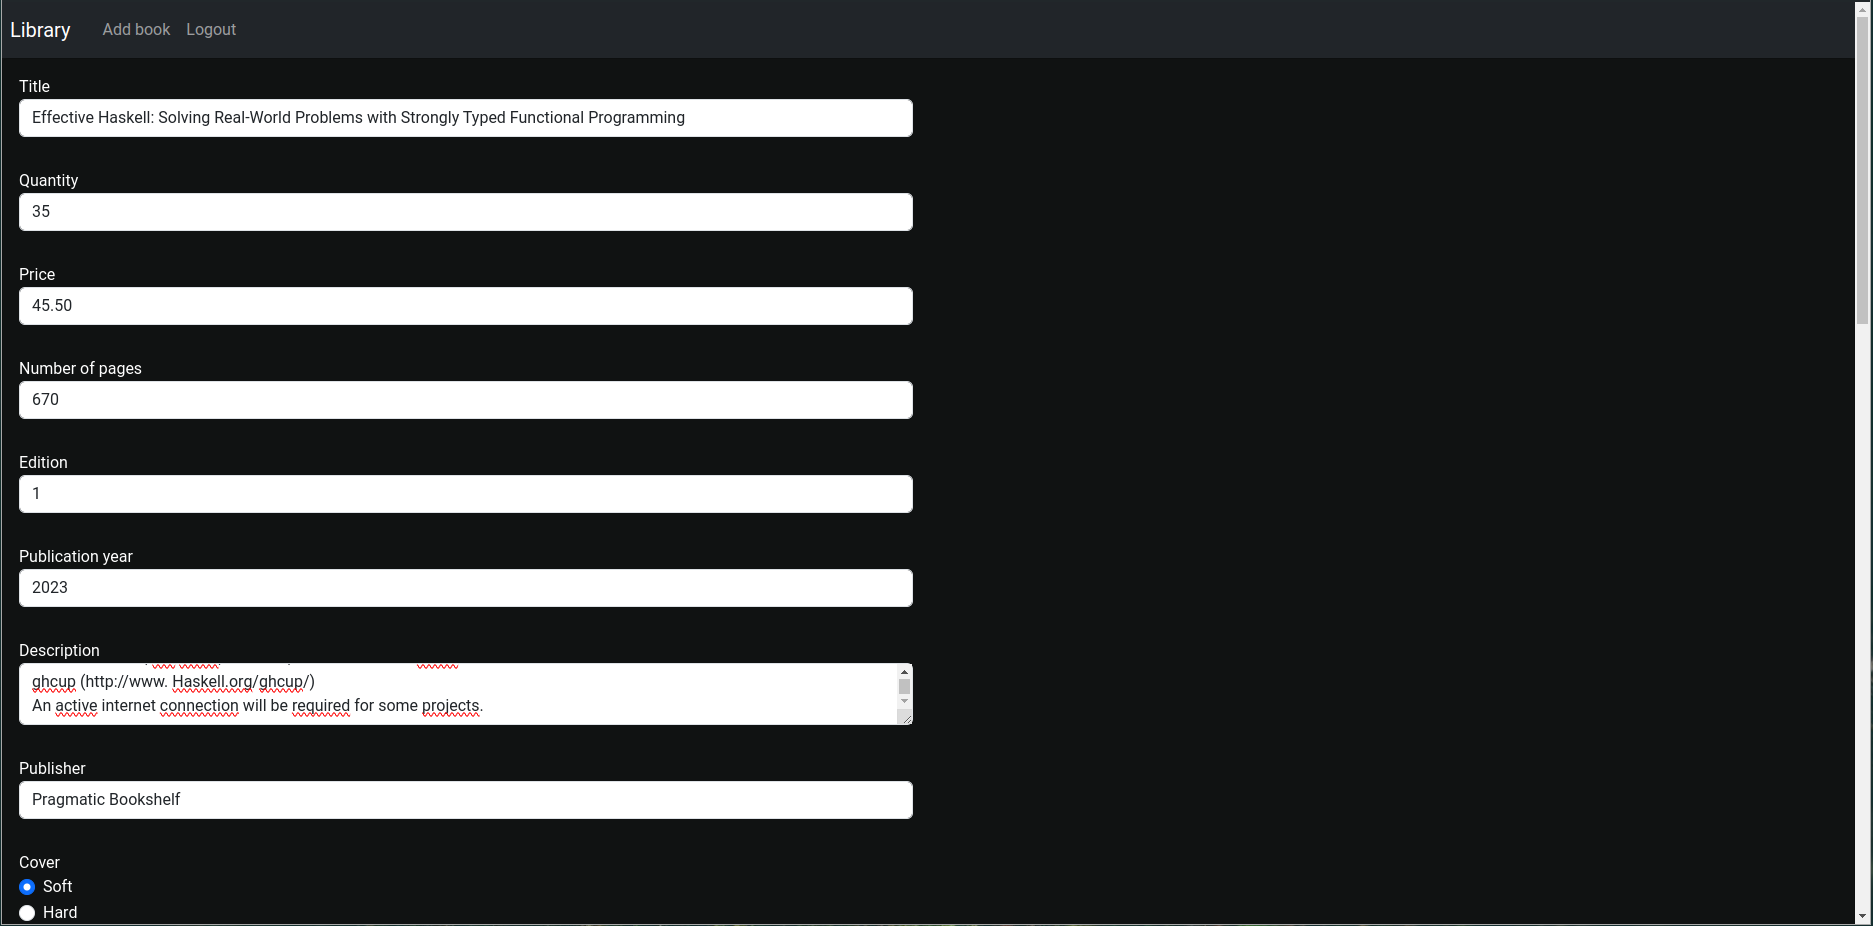 Library Add book Logout
Title
Effective Haskell: Solving Real-World Problems with Strongly Typed Functional Programming
Quantity
35
Price
45.50
Number of pages
670
Edition
1
Publication year
2023
Description
ghcup (http://www. Haskell.org/ghcup/)
An active internet connection will be required for some projects.
Publisher
Pragmatic Bookshelf
Cover
Soft
Hard